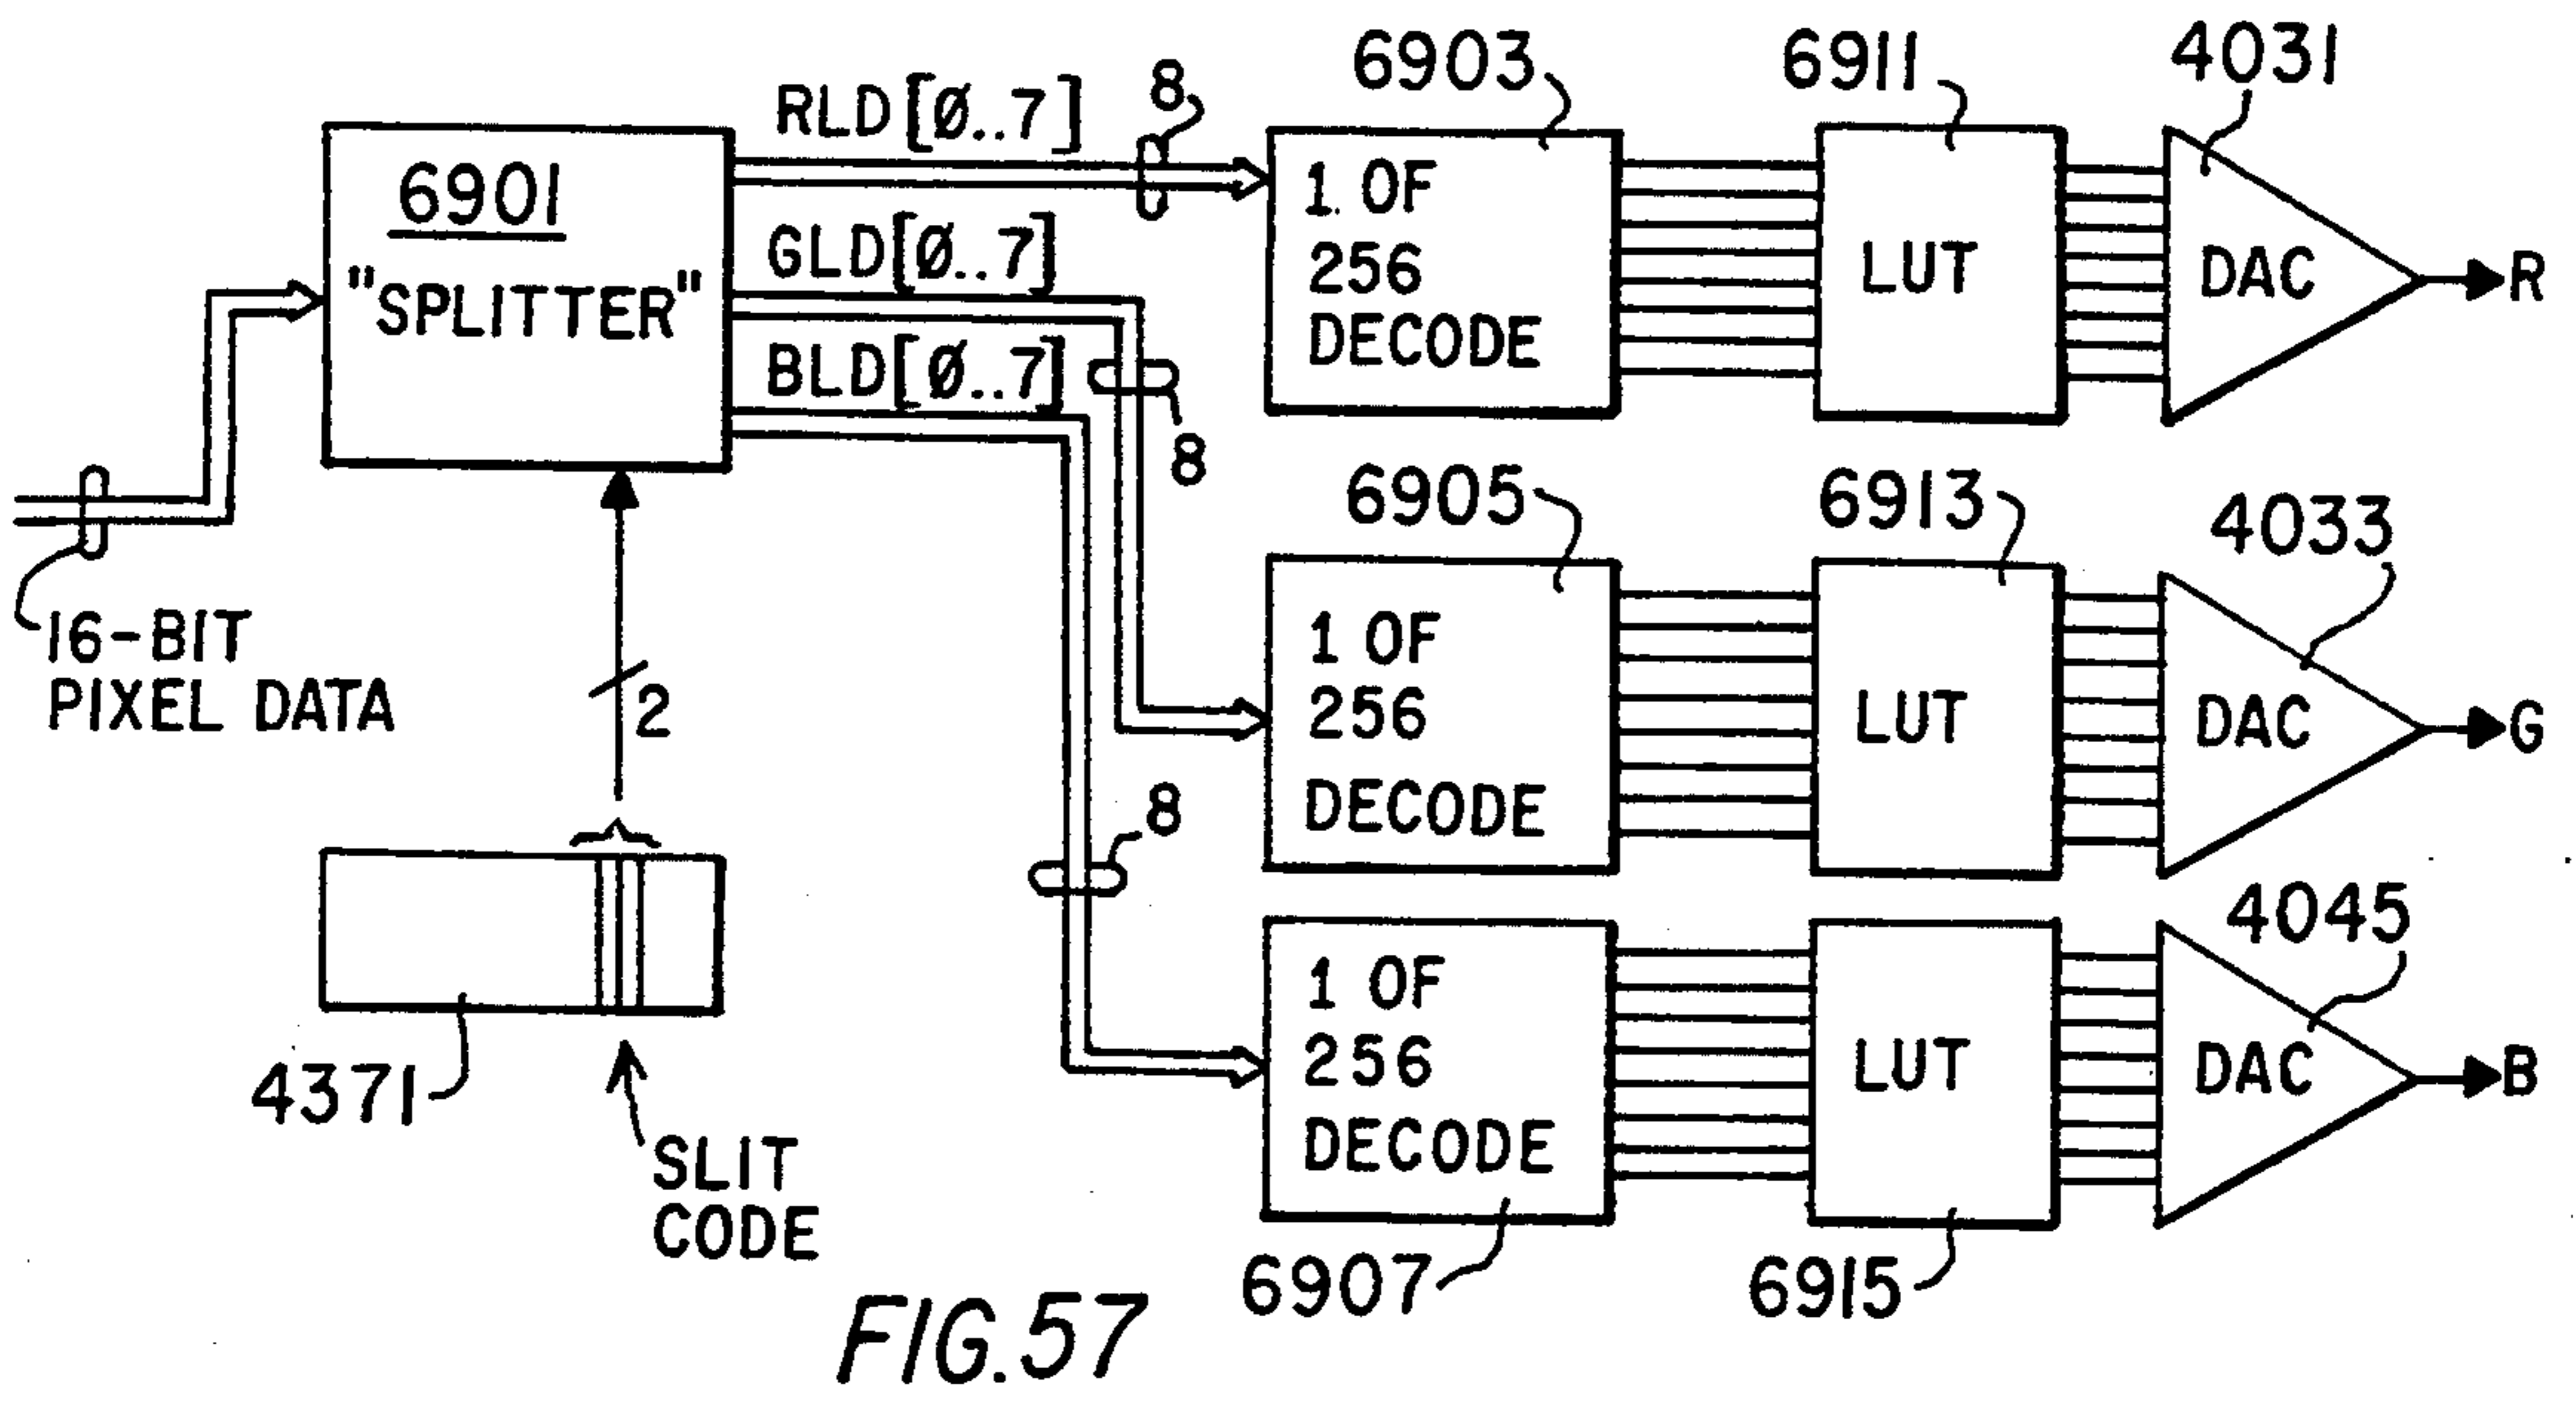 6901
"SPLITTER"
RLD[Ø..7]
8
GLD[Ø..7]
BLD[Ø..7]
8
8
16-BIT
PIXEL DATA
2
4371
SLIT
CODE
6903
1 OF
256
DECODE
6911
LUT
4031
DAC
R
6905
1 OF
256
DECODE
6913
LUT
4033
DAC
G
1 OF
256
DECODE
6907
LUT
6915
4045
DAC
B
FIG.57